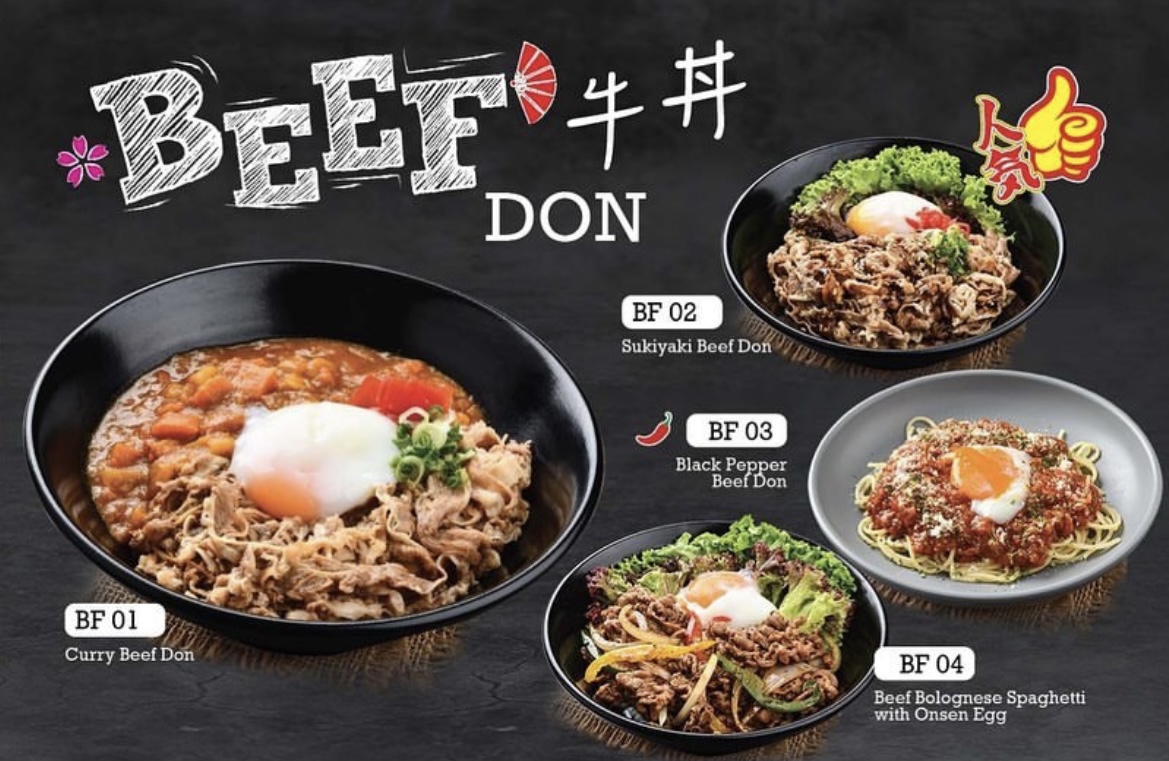 BEEF 牛丼
DON
人気
BF 02
Sukiyaki Beef Don
BF 03
Black Pepper
Beef Don
BF 01
Curry Beef Don
BF 04
Beef Bolognese Spaghetti
with Onsen Egg